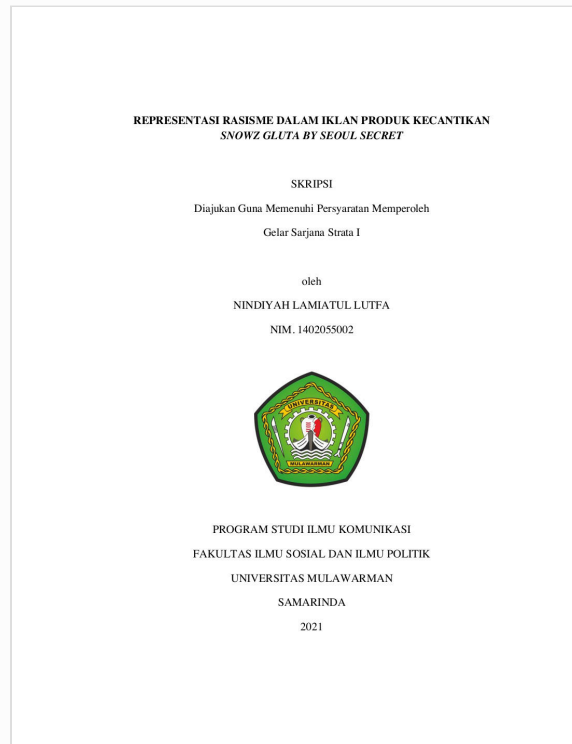 REPRESENTASI RASISME DALAM IKLAN PRODUK KECANTIKAN
SNOWZ GLUTA BY SEOUL SECRET
SKRIPSI
Diajukan Guna Memenuhi Persyaratan Memperoleh
Gelar Sarjana Strata I
oleh
NINDIYAH LAMIATUL LUTFA
NIM. 1402055002
UNIVERSITAS
MULAWARMAN
PROGRAM STUDI ILMU KOMUNIKASI
FAKULTAS ILMU SOSIAL DAN ILMU POLITIK
UNIVERSITAS MULAWARMAN
SAMARINDA
2021